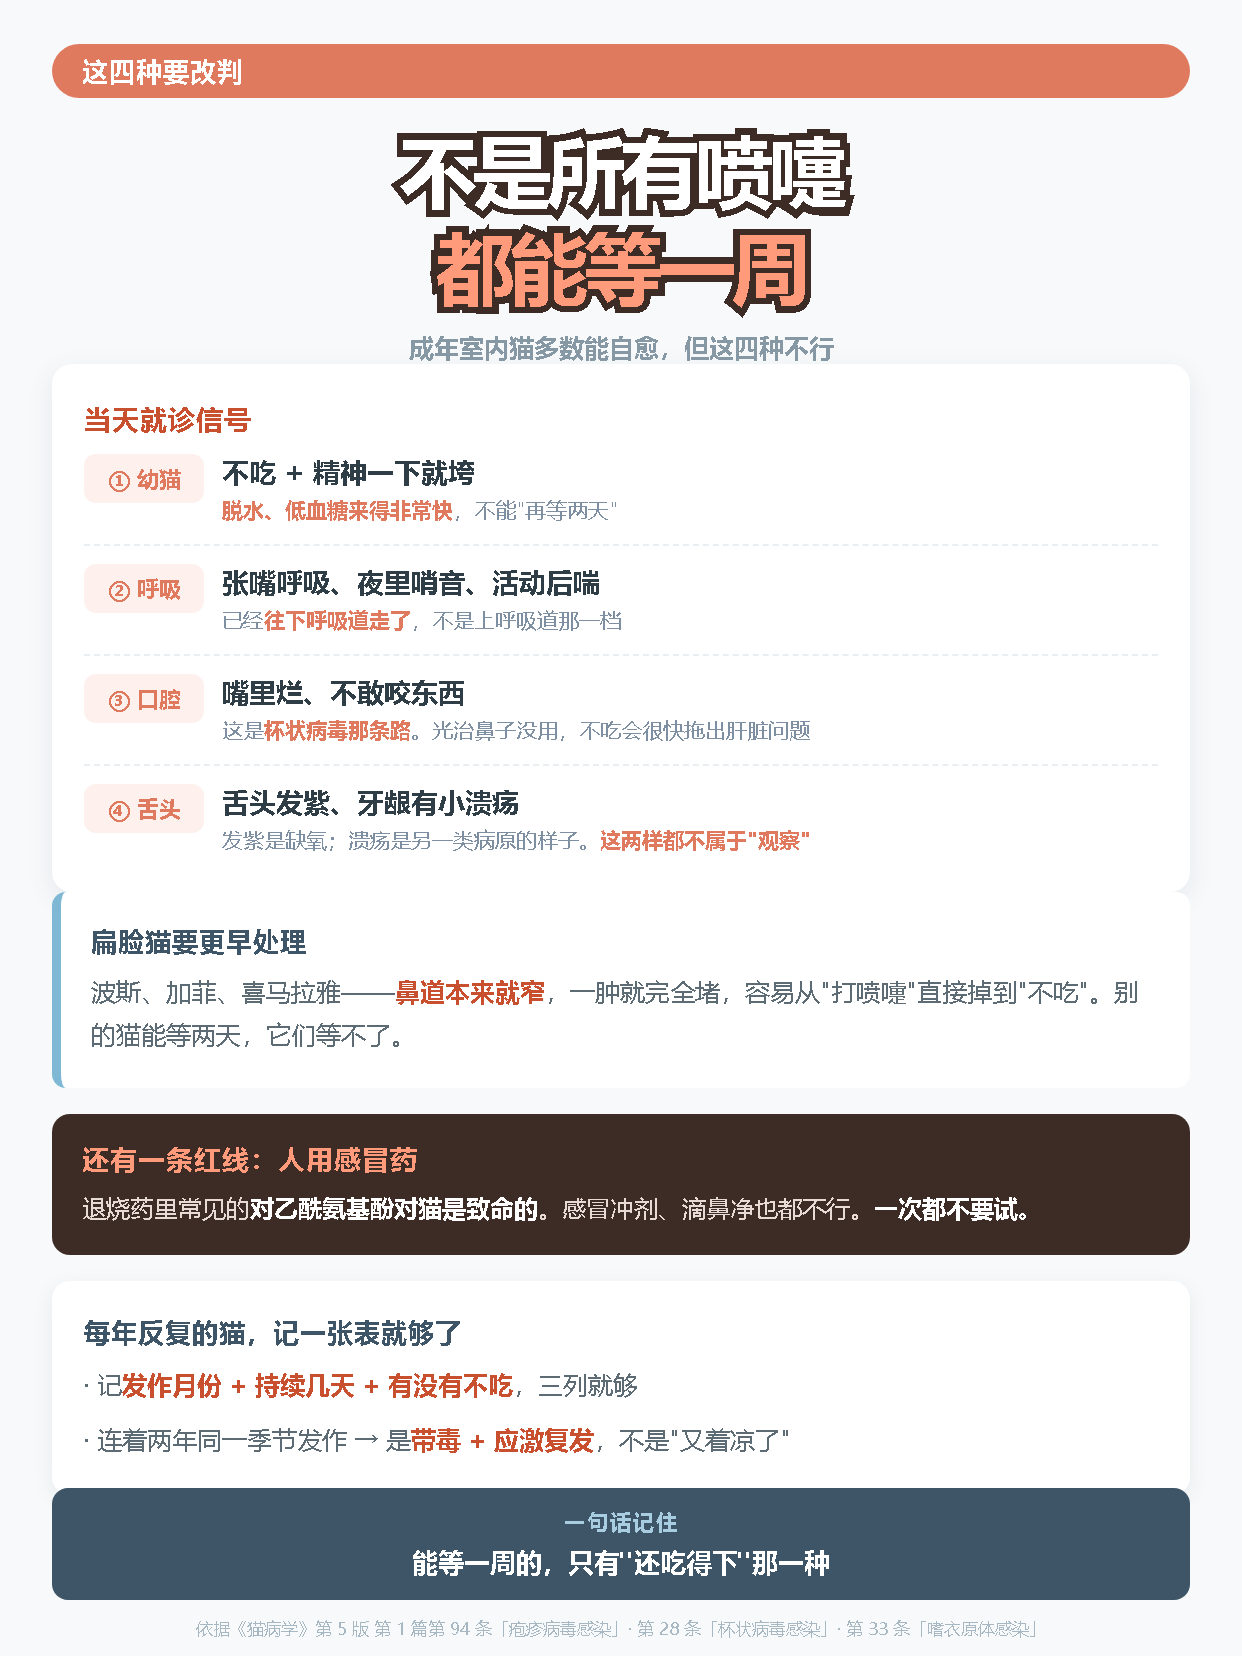 这四种要改判
不是所有喷嚏
都能等一周
成年室内猫多数能自愈，但这四种不行
当天就诊信号
① 幼猫
不吃 + 精神一下就垮
脱水、低血糖来得非常快，不能"再等两天"
② 呼吸
张嘴呼吸、夜里哨音、活动后喘
已经往下呼吸道走了，不是上呼吸道那一档
③ 口腔
嘴里烂、不敢咬东西
这是杯状病毒那条路。光治鼻子没用，不吃会很快拖出肝脏问题
④ 舌头
舌头发紫、牙龈有小溃疡
发紫是缺氧；溃疡是另一类病原的样子。这两样都不属于"观察"
扁脸猫要更早处理
波斯、加菲、喜马拉雅——鼻道本来就窄，一肿就完全堵，容易从"打喷嚏"直接掉到"不吃"。别
的猫能等两天，它们等不了。
还有一条红线：人用感冒药
退烧药里常见的对乙酰氨基酚对猫是致命的。感冒冲剂、滴鼻净也都不行。一次都不要试。
每年反复的猫，记一张表就够了
· 记发作月份 + 持续几天 + 有没有不吃，三列就够
· 连着两年同一季节发作 → 是带毒 + 应激复发，不是"又着凉了"
一句话记住
能等一周的，只有"还吃得下"那一种
依据《猫病学》第 5 版 第 1 篇第 94 条「疱疹病毒感染」· 第 28 条「杯状病毒感染」· 第 33 条「嗜衣原体感染」